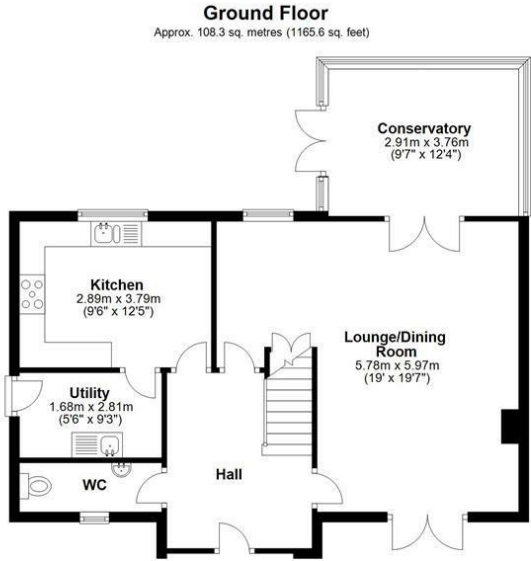 Ground Floor
Approx. 108.3 sq. metres (1165.6 sq. feet)
Conservatory
2.91m x 3.76m
(9'7" x 12'4")
Kitchen
2.89m x 3.79m
(9'6" x 12'5")
Lounge/Dining
Room
5.78m x 5.97m
(19' x 19'7")
Utility
1.68m x 2.81m
(5'6" x 9'3")
WC
Hall